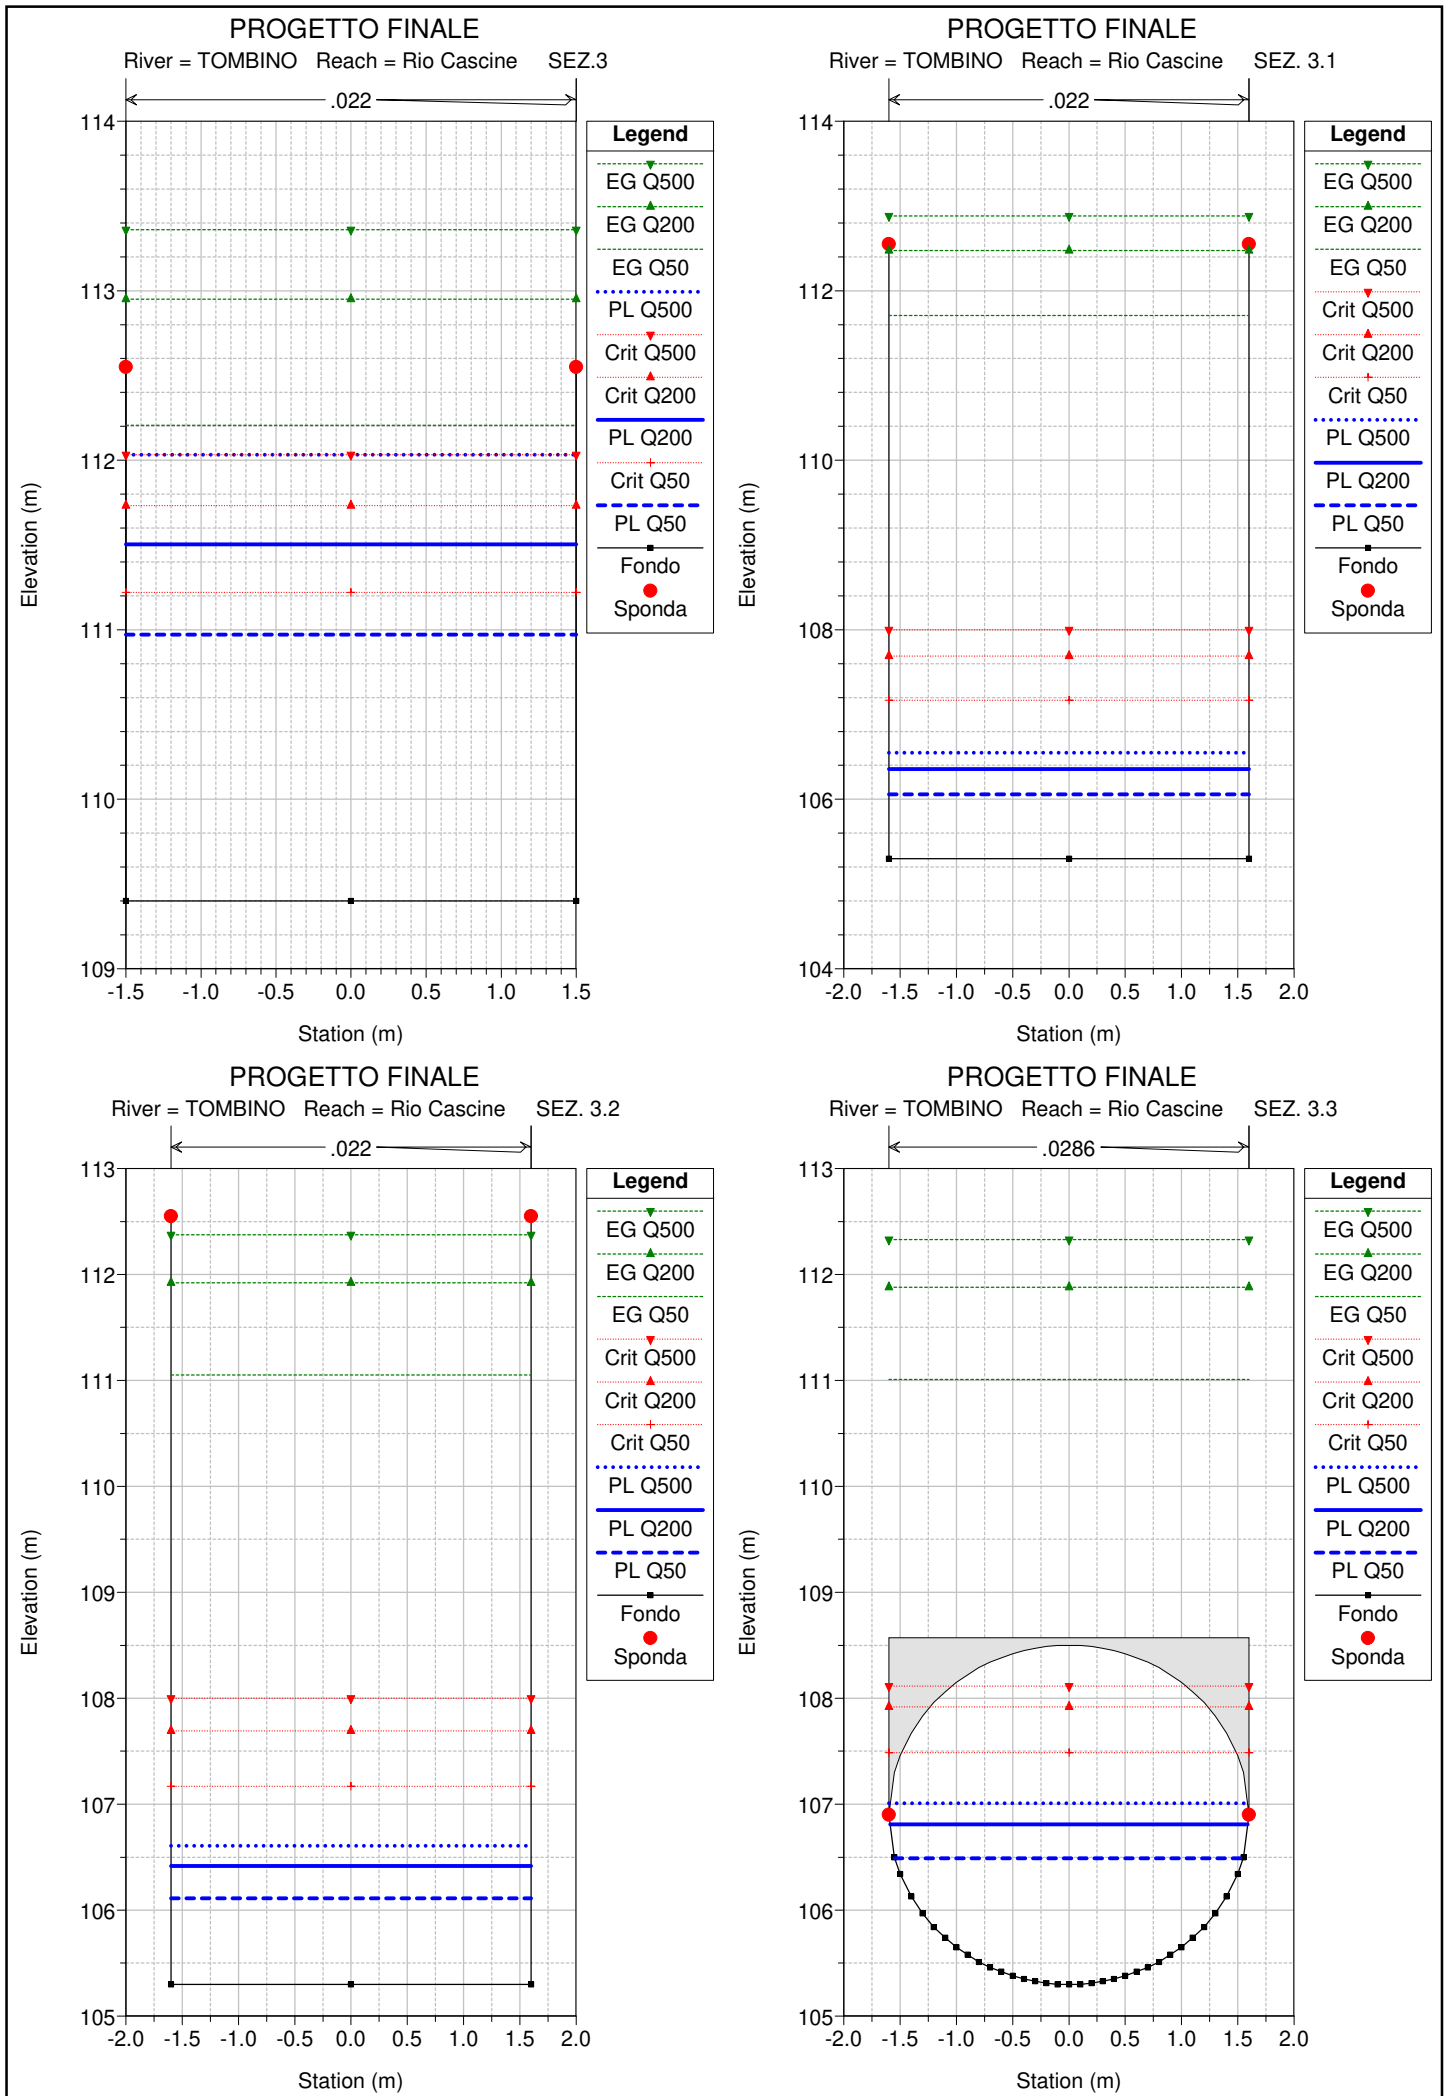 PROGETTO FINALE
River = TOMBINO Reach = Rio Cascine SEZ.3
.022
114
113
112
111
110
109
-1.5 -1.0 -0.5 0.0 0.5 1.0 1.5
Station (m)
Elevation (m)
Legend
EG Q500
EG Q200
EG Q50
PL Q500
Crit Q500
Crit Q200
PL Q200
Crit Q50
PL Q50
Fondo
Sponda
PROGETTO FINALE
River = TOMBINO Reach = Rio Cascine SEZ. 3.1
.022
114
112
110
108
106
104
-2.0 -1.5 -1.0 -0.5 0.0 0.5 1.0 1.5 2.0
Station (m)
Elevation (m)
Legend
EG Q500
EG Q200
EG Q50
Crit Q500
Crit Q200
Crit Q50
PL Q500
PL Q200
PL Q50
Fondo
Sponda
PROGETTO FINALE
River = TOMBINO Reach = Rio Cascine SEZ. 3.2
.022
113
112
111
110
109
108
107
106
105
-2.0 -1.5 -1.0 -0.5 0.0 0.5 1.0 1.5 2.0
Station (m)
Elevation (m)
Legend
EG Q500
EG Q200
EG Q50
Crit Q500
Crit Q200
Crit Q50
PL Q500
PL Q200
PL Q50
Fondo
Sponda
PROGETTO FINALE
River = TOMBINO Reach = Rio Cascine SEZ. 3.3
.0286
113
112
111
110
109
108
107
106
105
-2.0 -1.5 -1.0 -0.5 0.0 0.5 1.0 1.5 2.0
Station (m)
Elevation (m)
Legend
EG Q500
EG Q200
EG Q50
Crit Q500
Crit Q200
Crit Q50
PL Q500
PL Q200
PL Q50
Fondo
Sponda